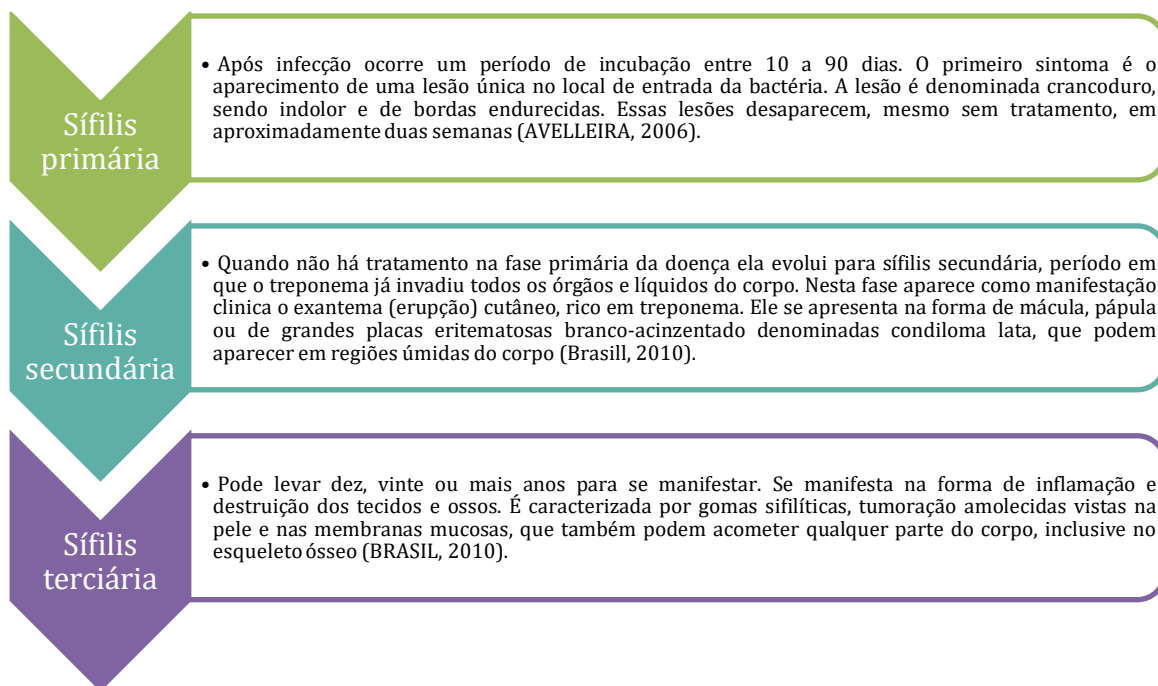 Sífilis
primária
• Após infecção ocorre um período de incubação entre 10 a 90 dias. O primeiro sintoma é o
aparecimento de uma lesão única no local de entrada da bactéria. A lesão é denominada crancoduro,
sendo indolor e de bordas endurecidas. Essas lesões desaparecem, mesmo sem tratamento, em
aproximadamente duas semanas (AVELLEIRA, 2006).
Sífilis
secundária
• Quando não há tratamento na fase primária da doença ela evolui para sífilis secundária, período em
que o treponema já invadiu todos os órgãos e líquidos do corpo. Nesta fase aparece como manifestação
clinica o exantema (erupção) cutâneo, rico em treponema. Ele se apresenta na forma de mácula, pápula
ou de grandes placas eritematosas branco-acinzentado denominadas condiloma lata, que podem
aparecer em regiões úmidas do corpo (Brasill, 2010).
Sífilis
terciária
• Pode levar dez, vinte ou mais anos para se manifestar. Se manifesta na forma de inflamação e
destruição dos tecidos e ossos. É caracterizada por gomas sifilíticas, tumoração amolecidas vistas na
pele e nas membranas mucosas, que também podem acometer qualquer parte do corpo, inclusive no
esqueleto ósseo (BRASIL, 2010).